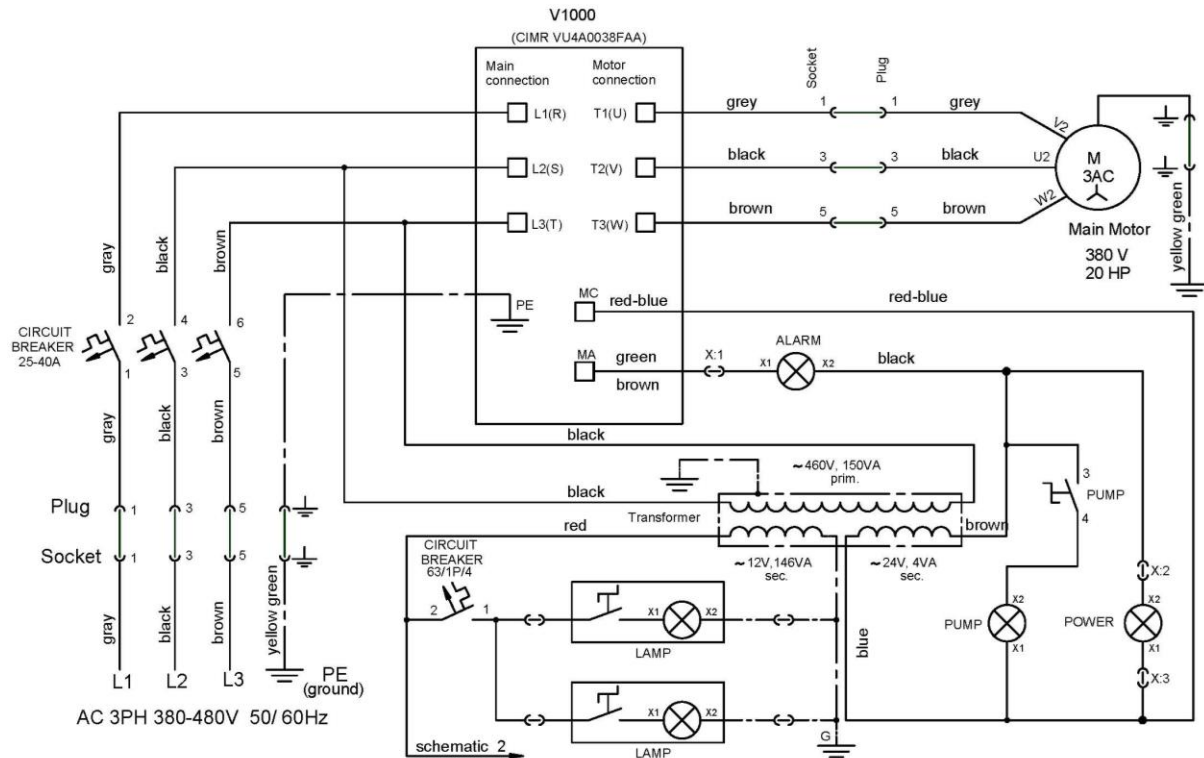 V1000
(CIMR VU4A0038FAA)
Main
connection
Motor
connection
Socket
Plug
L1(R)
T1(U)
grey
1
1
grey
V2
L2(S)
T2(V)
black
3
3
black
U2
M
3AC
L3(T)
T3(W)
brown
5
5
brown
W2
Main Motor
380 V
20 HP
yellow green
gray
black
brown
PE
MC
red-blue
red-blue
CIRCUIT
BREAKER
25-40A
2
4
6
1
3
5
MA
green
brown
X:1
X1
ALARM
X2
black
gray
black
brown
black
~460V, 150VA
prim.
3
PUMP
4
black
Transformer
Plug
1
3
5
red
brown
Socket
1
3
5
CIRCUIT
BREAKER
63/1P/4
~12V,146VA
sec.
~24V, 4VA
sec.
X:2
2
1
X1
X2
LAMP
blue
PUMP
X2
X1
POWER
X2
X1
X:3
gray
black
brown
yellow green
L1
L2
L3
PE
(ground)
AC 3PH 380-480V 50/ 60Hz
X1
X2
LAMP
G
schematic 2